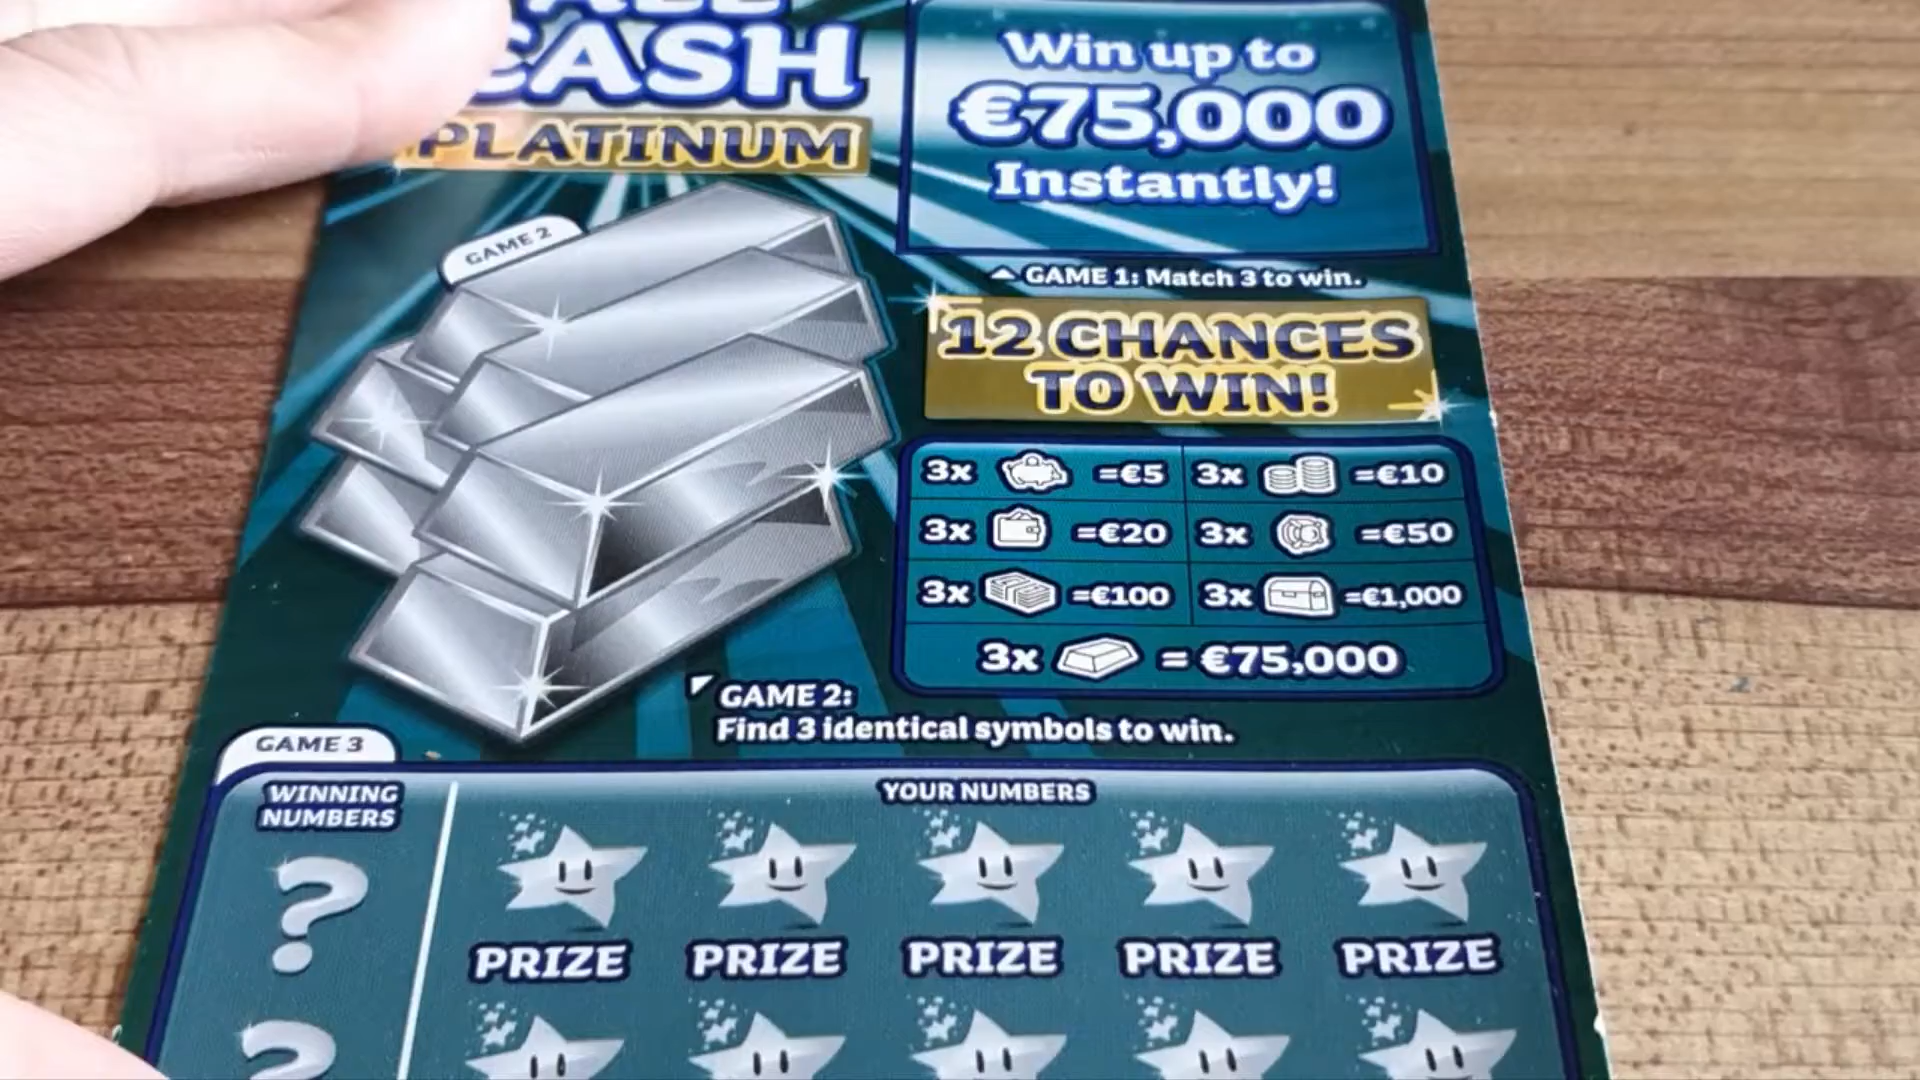 ALL
CASH
PLATINUM
Win up to
€75,000
Instantly!
GAME 1: Match 3 to win.
12 CHANCES
TO WIN!
GAME 2
3x =€5 3x =€10
3x =€20 3x =€50
3x =€100 3x =€1,000
3x = €75,000
GAME 2:
Find 3 identical symbols to win.
GAME 3
WINNING
NUMBERS
YOUR NUMBERS
?
PRIZE PRIZE PRIZE PRIZE PRIZE
?